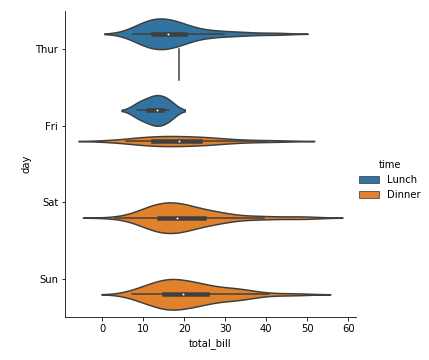 Thur
Fri
Sat
Sun
day
0 10 20 30 40 50 60
total_bill
time
Lunch
Dinner